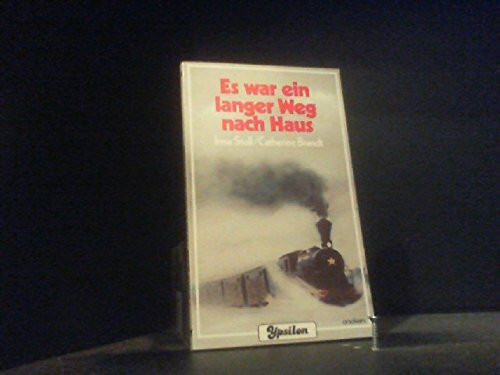 Es war ein
langer Weg
nach Haus
Irma Stoll/Catherine Brandt
Ypsilon